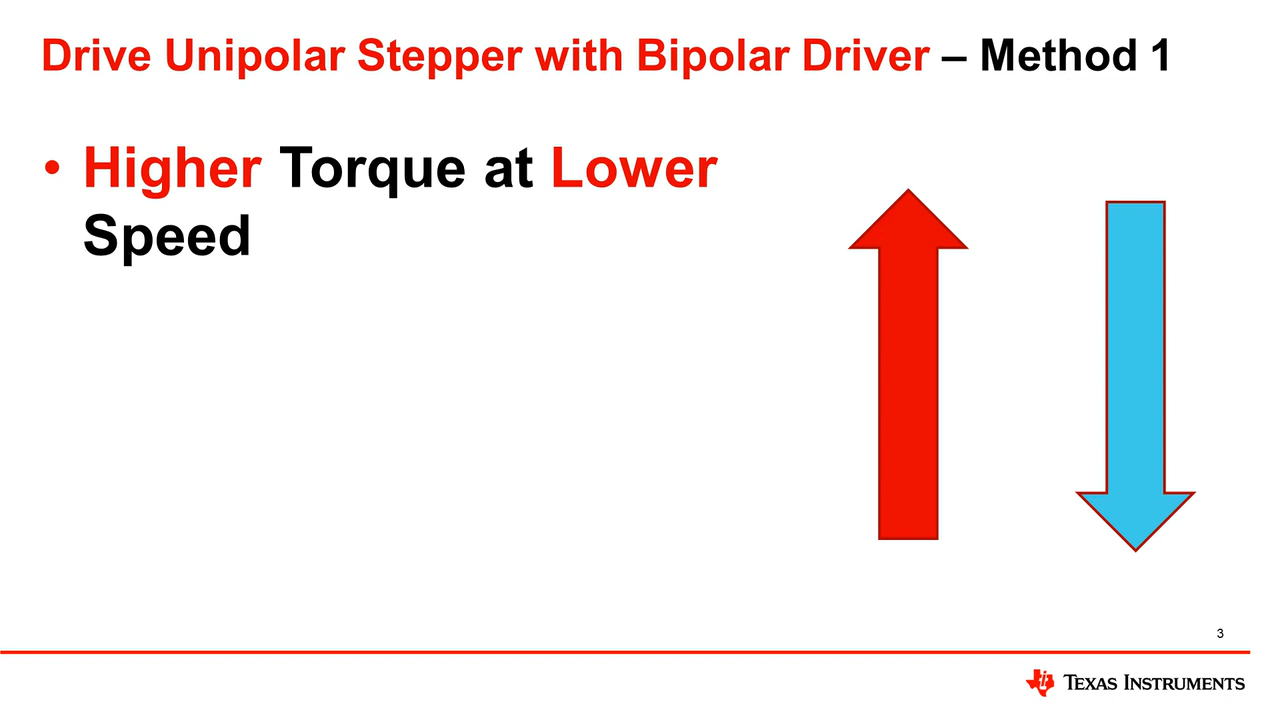 Drive Unipolar Stepper with Bipolar Driver – Method 1
• Higher Torque at Lower
Speed
3
TEXAS INSTRUMENTS